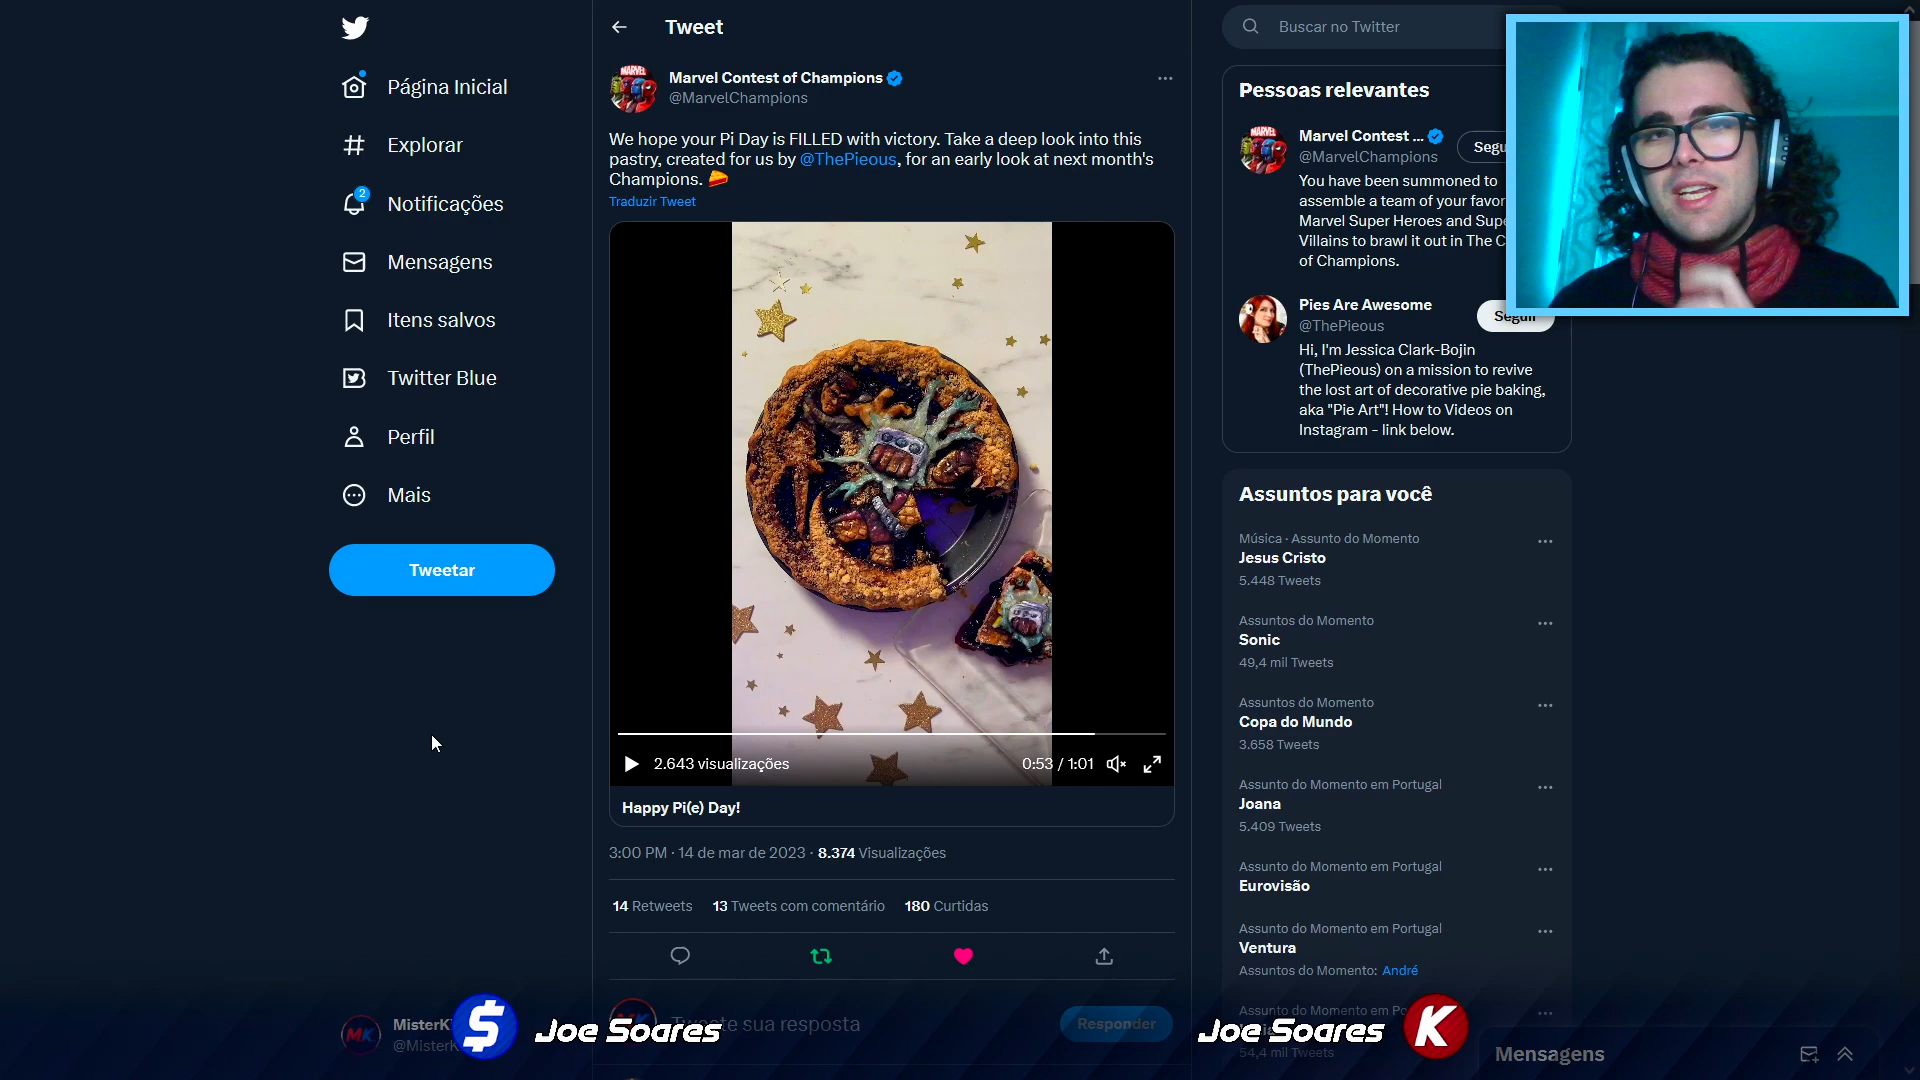 Página Inicial
Explorar
2
Notificações
Mensagens
Itens salvos
Twitter Blue
Perfil
Mais
Tweetar
MisterK
@MisterK
Tweet
MARVEL
Marvel Contest of Champions
@MarvelChampions
We hope your Pi Day is FILLED with victory. Take a deep look into this
pastry, created for us by @ThePieous, for an early look at next month's
Champions.
Traduzir Tweet
2.643 visualizações
0:53 / 1:01
Happy Pi(e) Day!
3:00 PM · 14 de mar de 2023 · 8.374 Visualizações
14 Retweets 13 Tweets com comentário 180 Curtidas
Tweete sua resposta
Responder
Buscar no Twitter
Pessoas relevantes
MARVEL
Marvel Contest ...
@MarvelChampions
Segu
You have been summoned to
assemble a team of your favor
Marvel Super Heroes and Supe
Villains to brawl it out in The C
of Champions.
Pies Are Awesome
@ThePieous
Seguir
Hi, I'm Jessica Clark-Bojin
(ThePieous) on a mission to revive
the lost art of decorative pie baking,
aka "Pie Art"! How to Videos on
Instagram - link below.
Assuntos para você
Música · Assunto do Momento
Jesus Cristo
5.448 Tweets
Assuntos do Momento
Sonic
49,4 mil Tweets
Assuntos do Momento
Copa do Mundo
3.658 Tweets
Assunto do Momento em Portugal
Joana
5.409 Tweets
Assunto do Momento em Portugal
Eurovisão
Assunto do Momento em Portugal
Ventura
Assuntos do Momento: André
Assunto do Momento em Po
54,4 mil Tweets
Mensagens
MK
$ Joe Soares
Joe Soares K